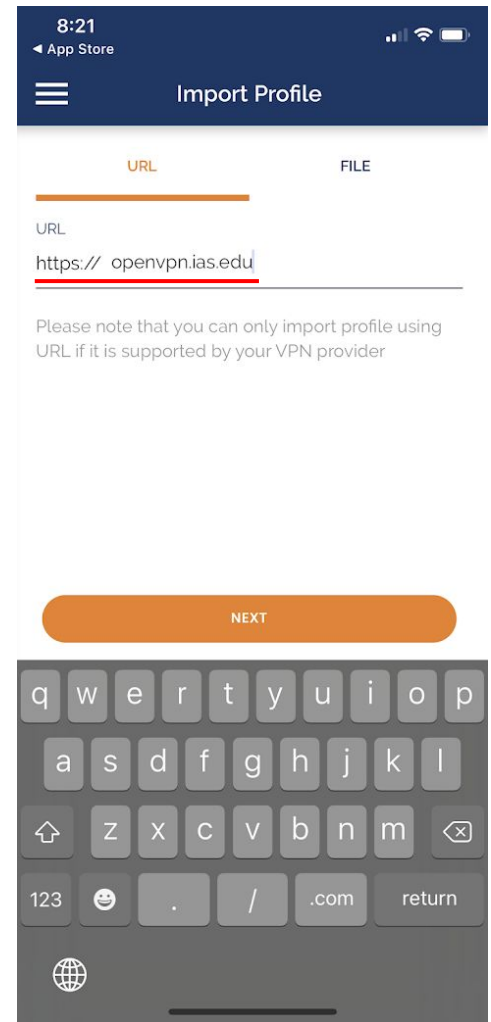 8:21
◀ App Store
Import Profile
URL FILE
URL
https:// openvpn.ias.edu
Please note that you can only import profile using
URL if it is supported by your VPN provider
NEXT
q w e r t y u i o p
a s d f g h j k l
z x c v b n m
123 . / .com return